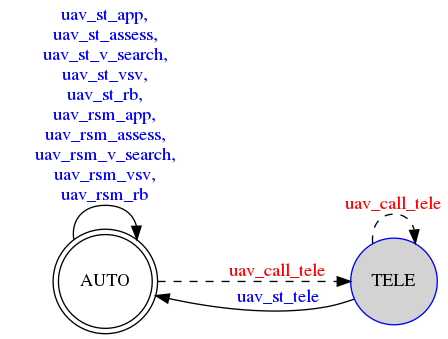 uav_st_app,
uav_st_assess,
uav_st_v_search,
uav_st_vsv,
uav_st_rb,
uav_rsm_app,
uav_rsm_assess,
uav_rsm_v_search,
uav_rsm_vsv,
uav_rsm_rb
uav_call_tele
AUTO
uav_call_tele
TELE
uav_st_tele